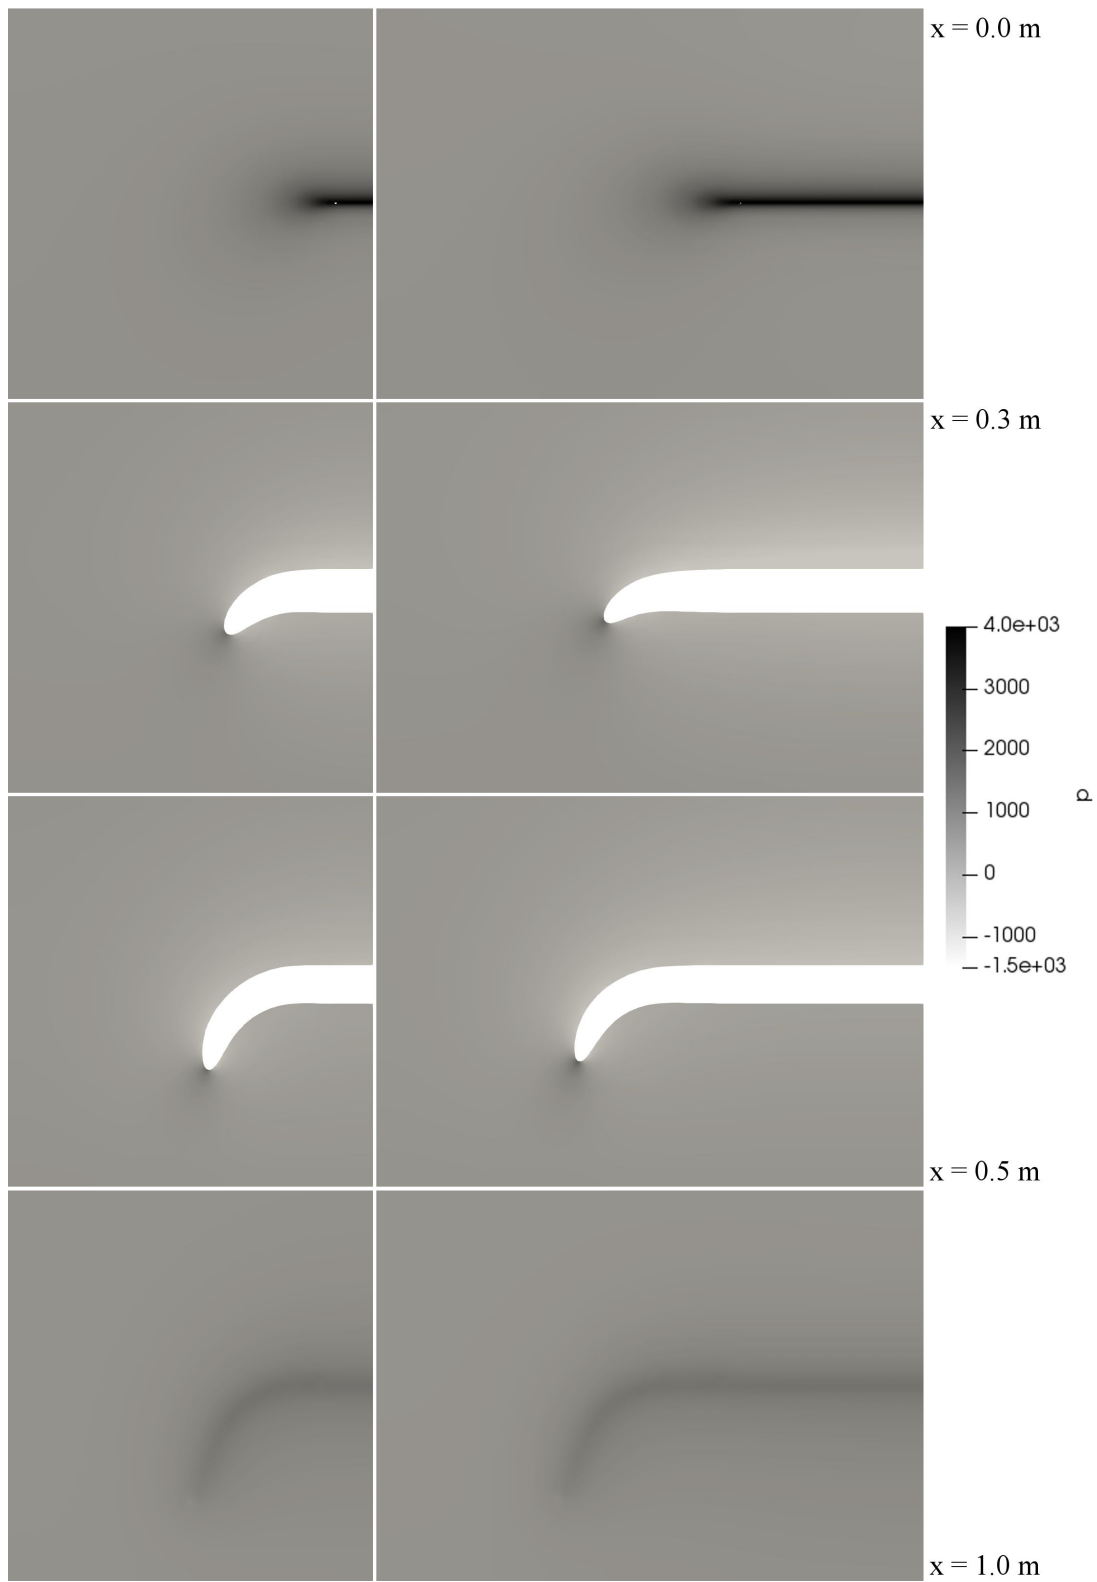 x = 0.0 m
x = 0.3 m
4.0e+03
3000
2000
1000
0
-1000
-1.5e+03
p
x = 0.5 m
x = 1.0 m